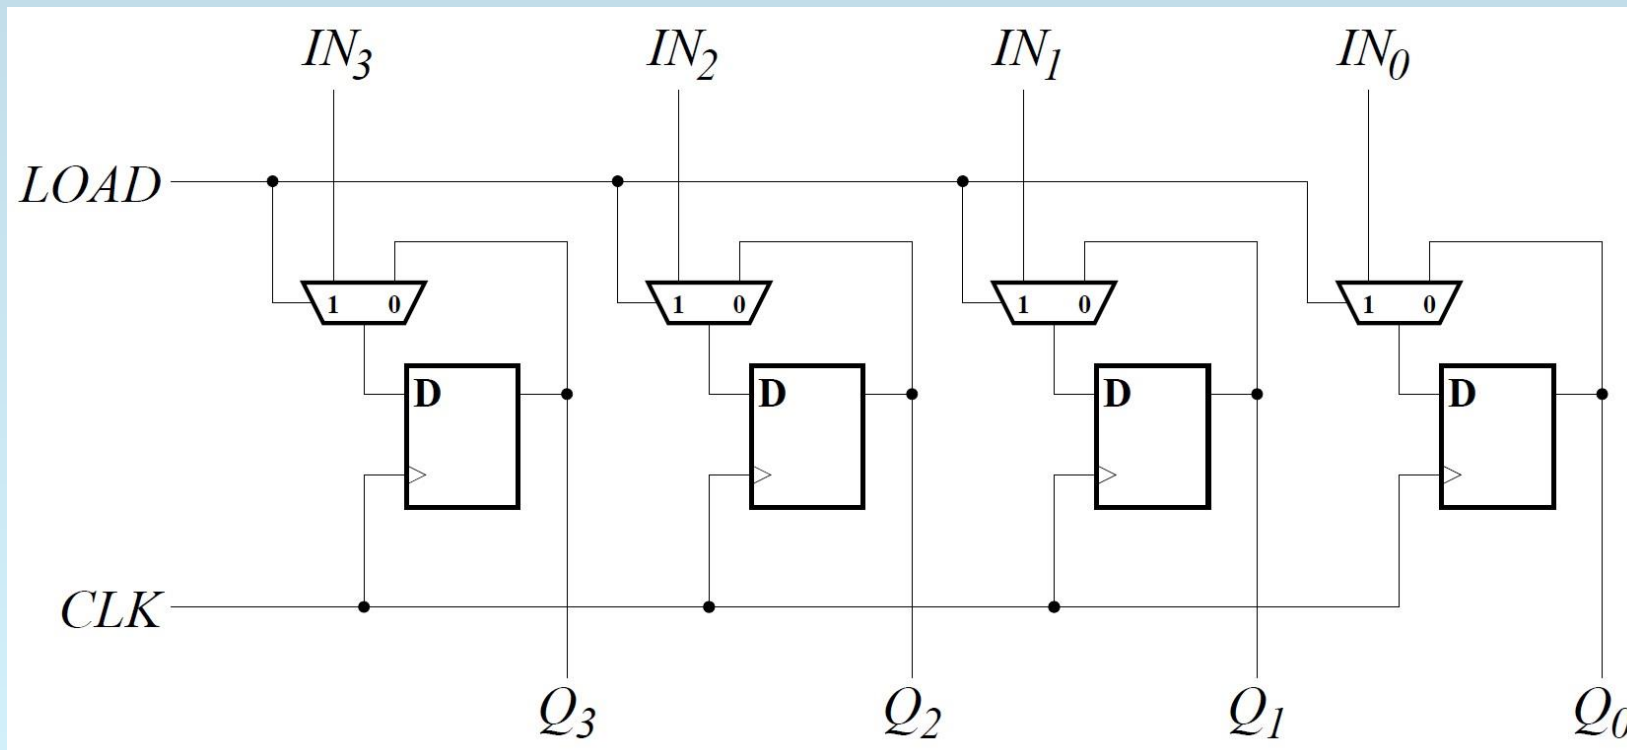 IN3 IN2 IN1 IN0
LOAD
1 0 1 0 1 0 1 0
D D D D
CLK
Q3 Q2 Q1 Q0